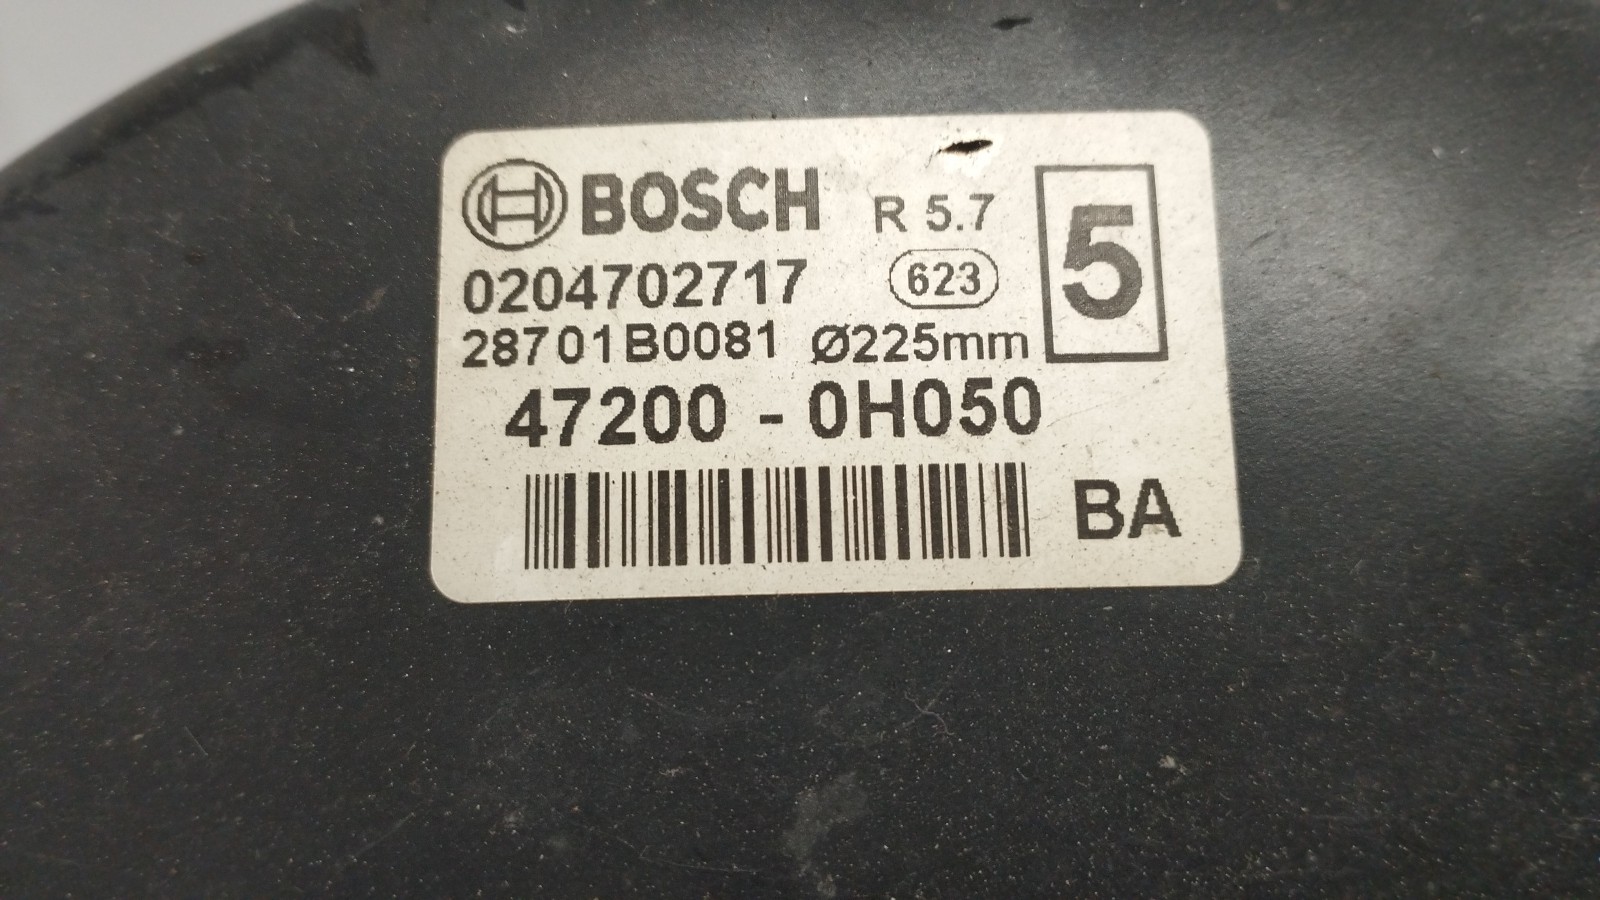 BOSCH R 5.7 5
0204702717 623
28701B0081 Ø225mm
47200 - 0H050
BA